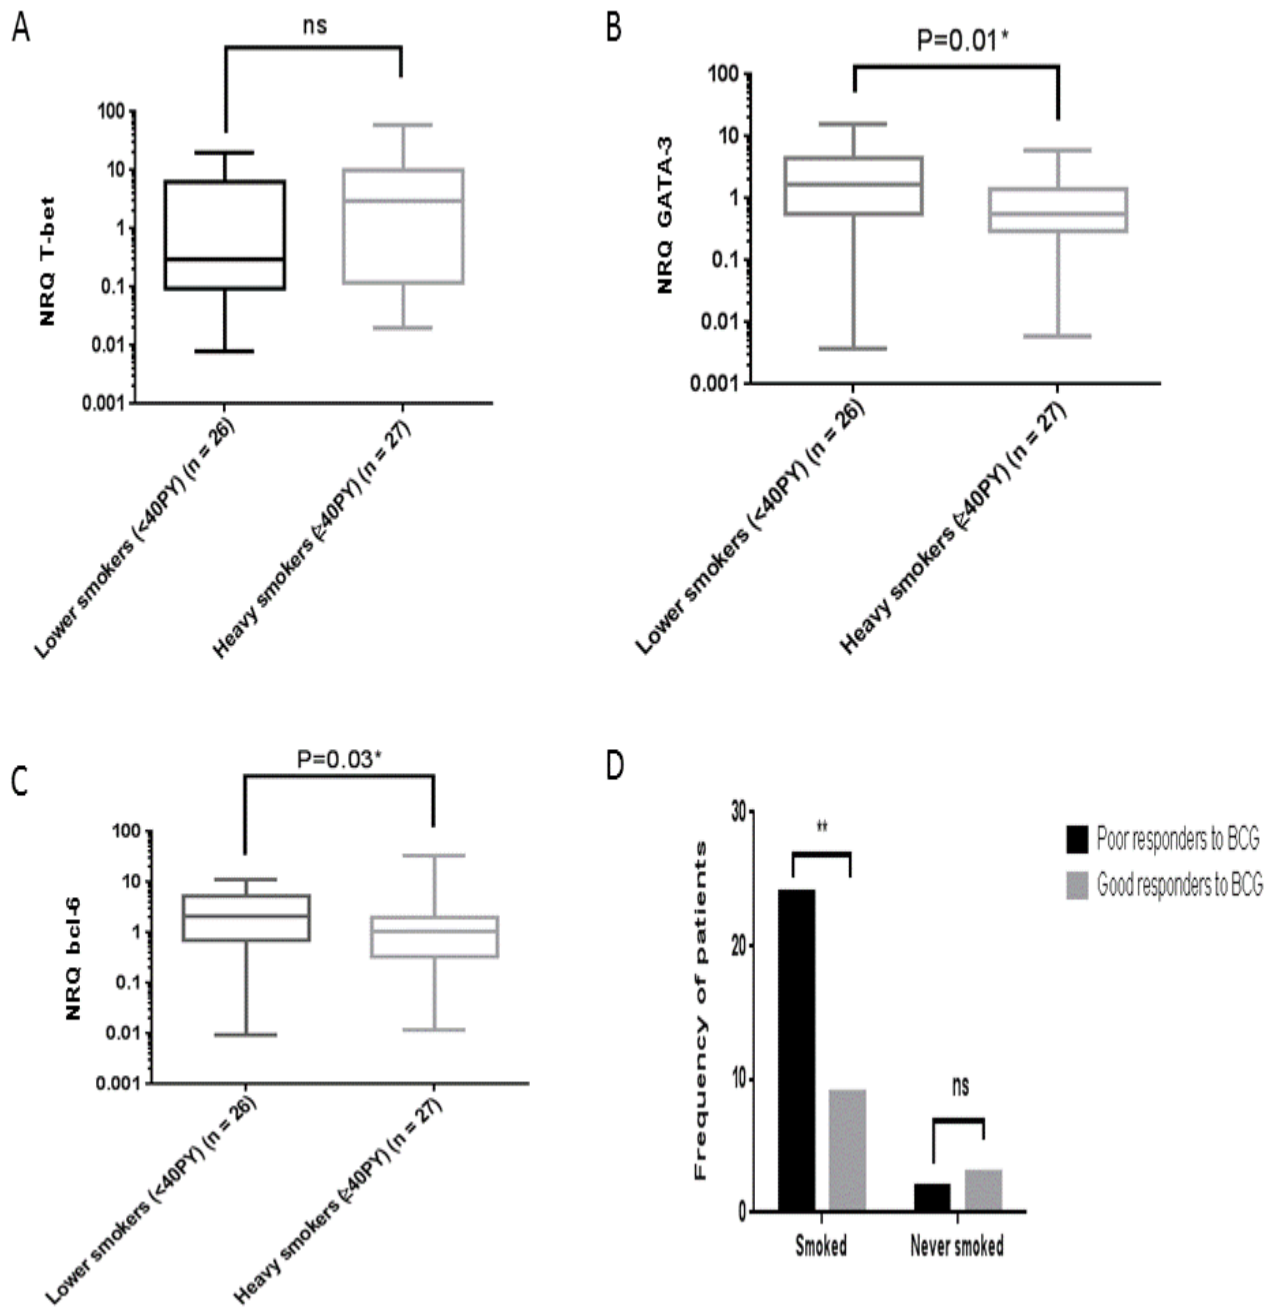 A
ns
100
10
1
0.1
0.01
0.001
NRQ T-bet
Lower smokers (<40PY) (n = 26)
Heavy smokers (≥40PY) (n = 27)
B
P=0.01*
100
10
1
0.1
0.01
0.001
NRQ GATA-3
Lower smokers (<40PY) (n = 26)
Heavy smokers (≥40PY) (n = 27)
C
P=0.03*
100
10
1
0.1
0.01
0.001
NRQ bcl-6
Lower smokers (<40PY) (n = 26)
Heavy smokers (≥40PY) (n = 27)
D
30
20
10
0
Frequency of patients
**
ns
Smoked
Never smoked
Poor responders to BCG
Good responders to BCG